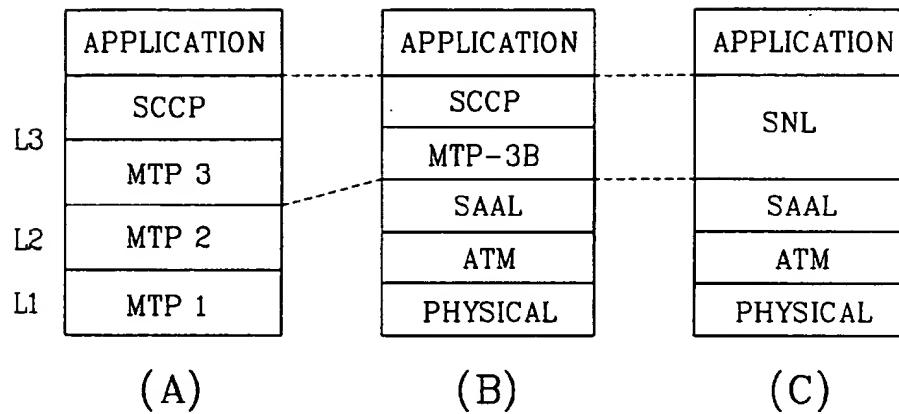 APPLICATION
SCCP
MTP 3
MTP 2
MTP 1
L3
L2
L1
(A)
APPLICATION
SCCP
MTP-3B
SAAL
ATM
PHYSICAL
(B)
APPLICATION
SNL
SAAL
ATM
PHYSICAL
(C)